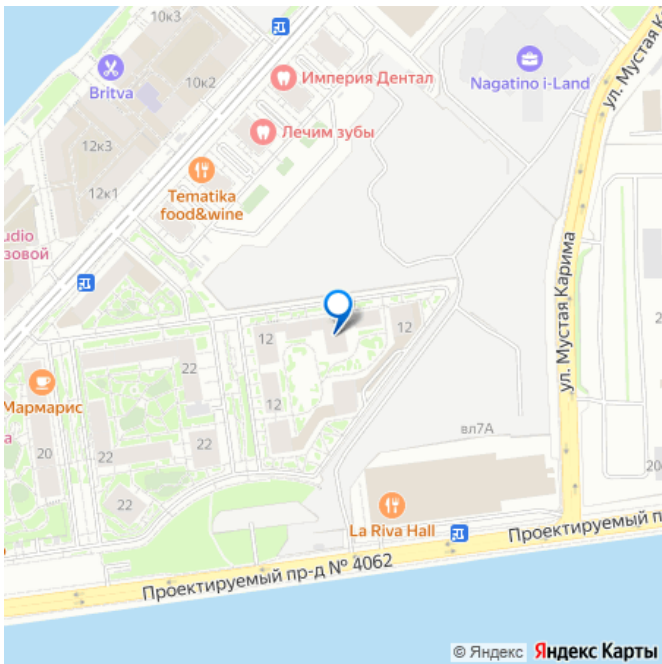 10к3
Britva
10к2
Империя Дental
Nagatino i-Land
ул. Мустая К
12к3
Лечим зубы
12к1
Tematika
food&wine
udio
зовой
ул. Мустая Карима
12
12
22
Мармарис
12
а
20
22
22
вл7А
20
22
La Riva Hall
Проектируемый п
Проектируемый пр-д № 4062
© Яндекс Яндекс Карты